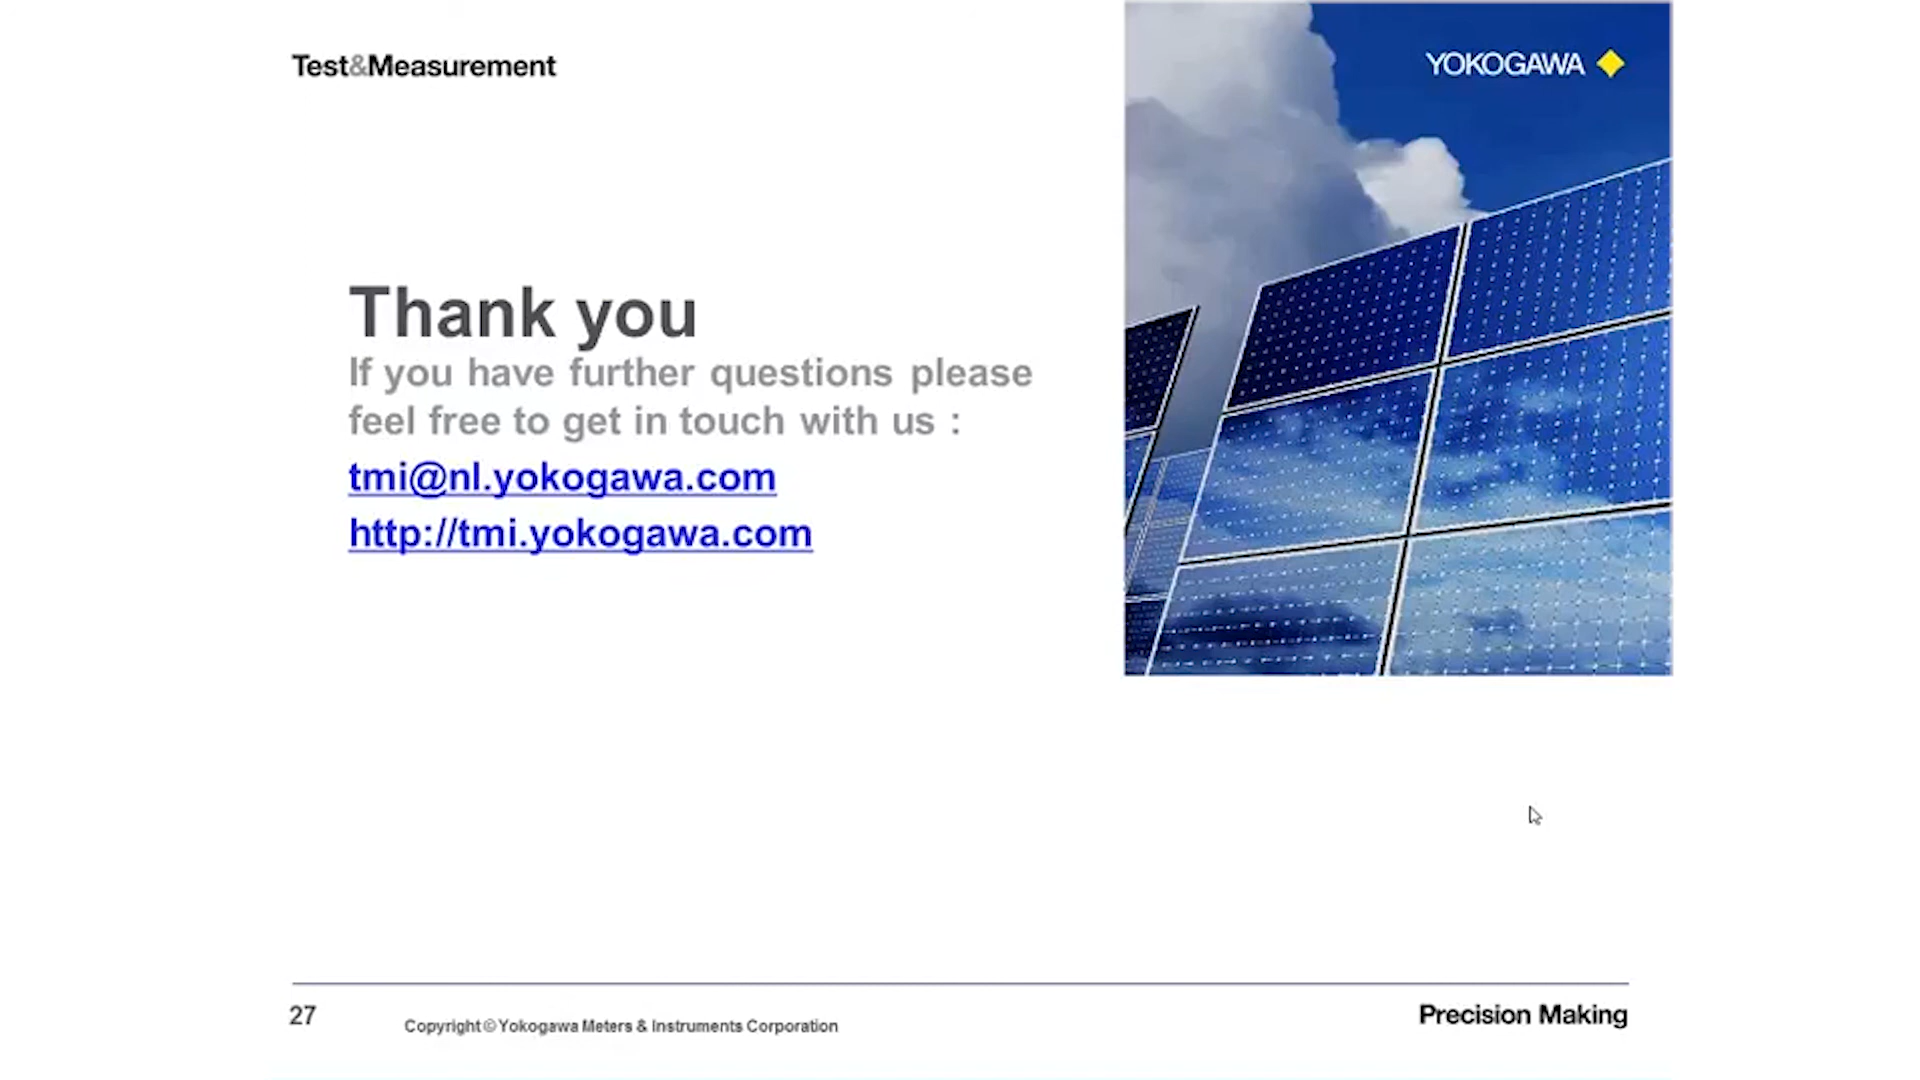 Test&Measurement
YOKOGAWA
Thank you
If you have further questions please
feel free to get in touch with us :
tmi@nl.yokogawa.com
http://tmi.yokogawa.com
27
Copyright © Yokogawa Meters & Instruments Corporation
Precision Making